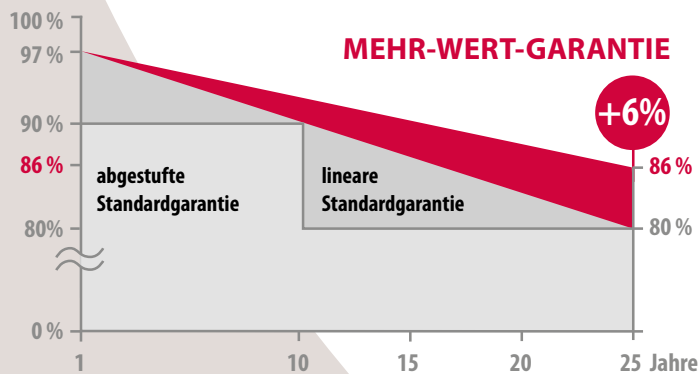 100 %
97 %
MEHR-WERT-GARANTIE
+6%
90 %
86 %
86 %
abgestufte
Standardgarantie
lineare
Standardgarantie
80%
80 %
0 %
1
10
15
20
25 Jahre